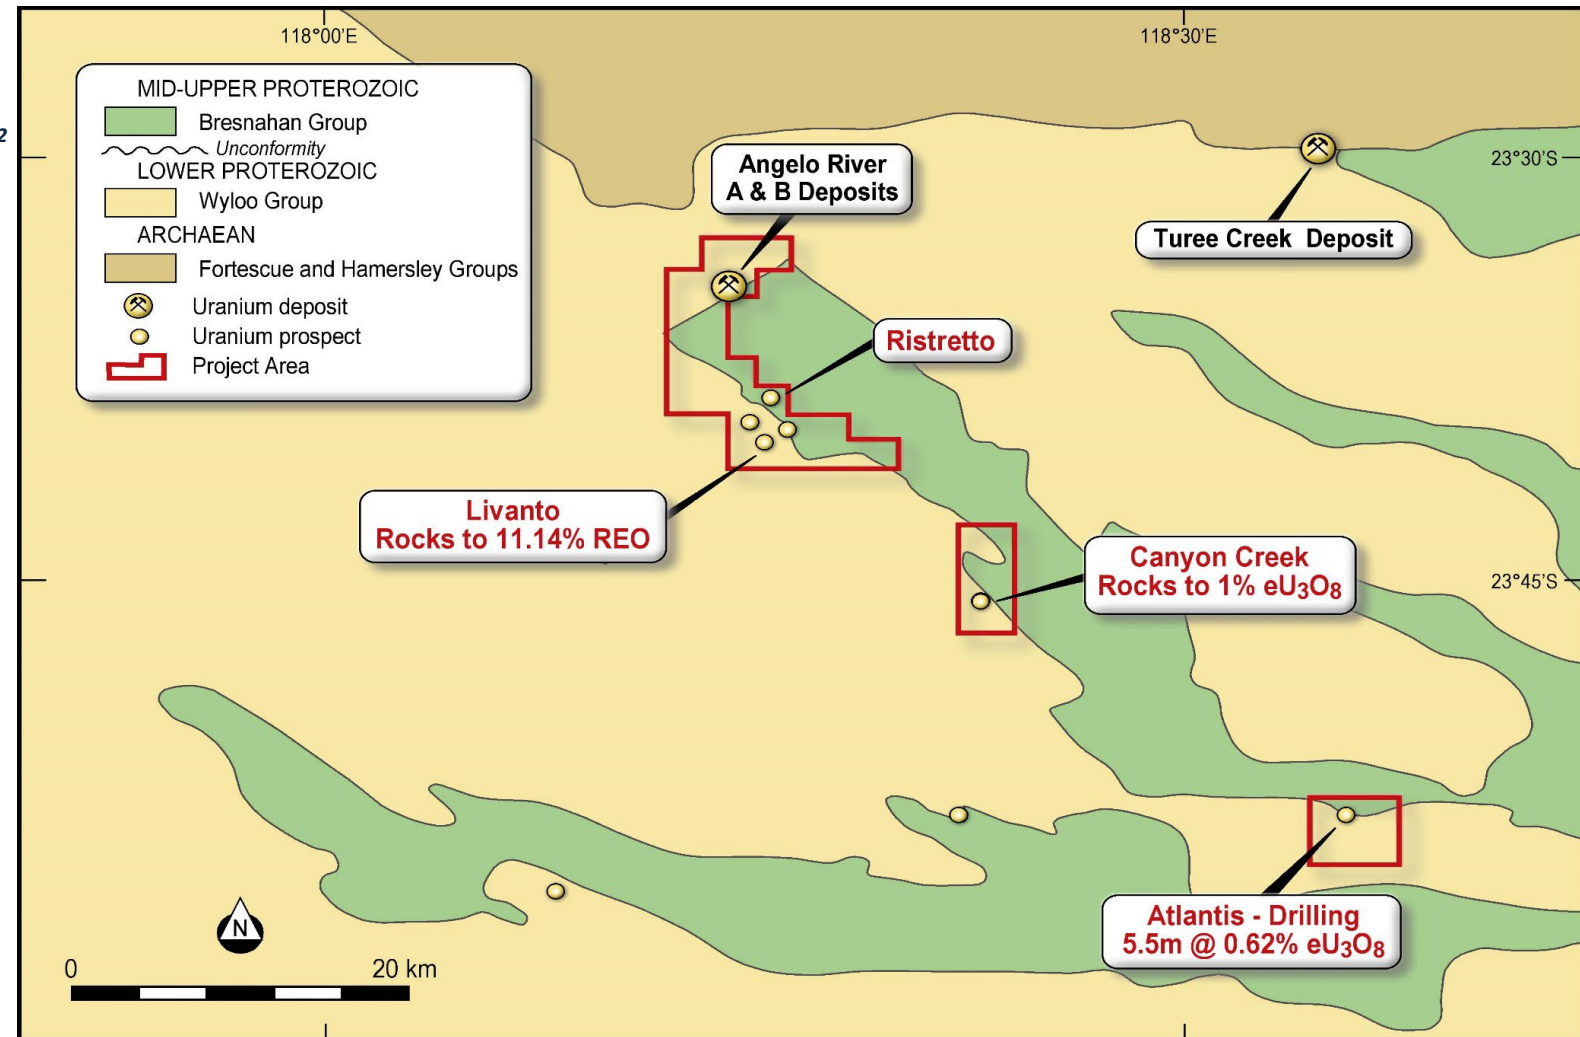 118°00'E
118°30'E
MID-UPPER PROTEROZOIC
Bresnahan Group
Unconformity
LOWER PROTEROZOIC
Wyloo Group
ARCHAEAN
Fortescue and Hamersley Groups
Uranium deposit
Uranium prospect
Project Area
2
Angelo River
A & B Deposits
23°30'S
Turee Creek Deposit
Ristretto
Livanto
Rocks to 11.14% REO
Canyon Creek
Rocks to 1% eU₃O₈
23°45'S
Atlantis - Drilling
5.5m @ 0.62% eU₃O₈
N
0
20 km